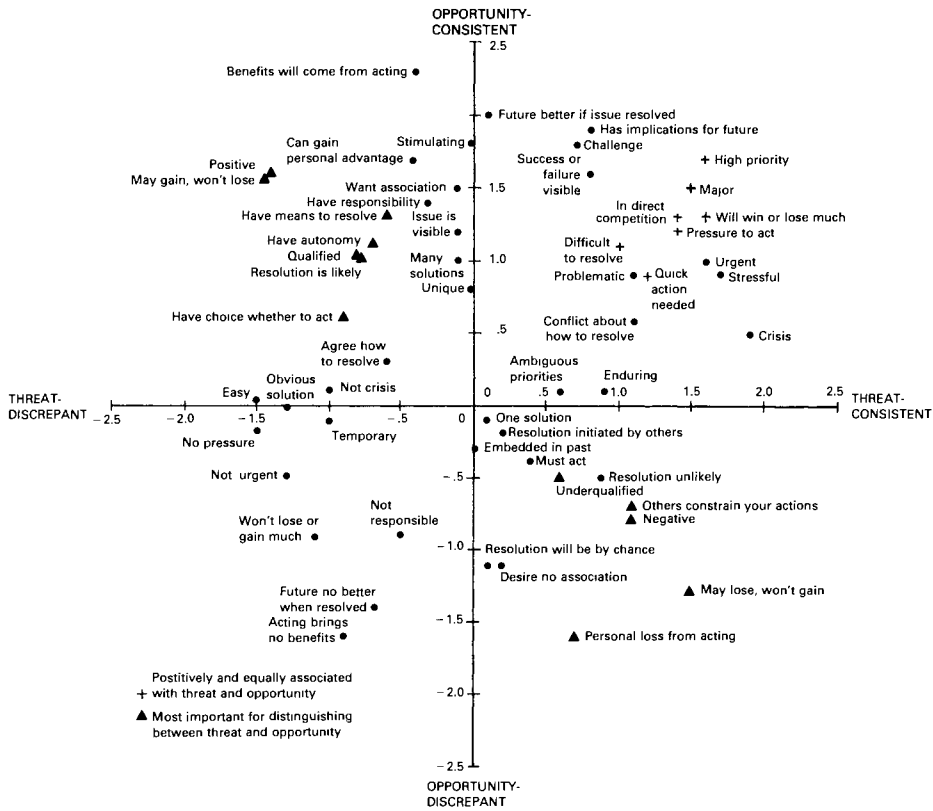 OPPORTUNITY-
CONSISTENT
2.5
Benefits will come from acting
Future better if issue resolved
Has implications for future
Stimulating
Challenge
Can gain
personal advantage
Success or
failure
visible
High priority
Positive
May gain, won't lose
Want association
1.5
Major
Have responsibility
Have means to resolve
Issue is
visible
In direct
competition
Will win or lose much
Pressure to act
Have autonomy
Qualified
Resolution is likely
Difficult
to resolve
Many
solutions
1.0
Urgent
Problematic
Quick
action
needed
Stressful
Unique
Have choice whether to act
.5
Conflict about
how to resolve
Crisis
Agree how
to resolve
Ambiguous
priorities
Enduring
Obvious
solution
Not crisis
Easy
THREAT-
DISCREPANT
0
.5
1.0
1.5
2.0
2.5
THREAT-
CONSISTENT
-2.5
-2.0
-1.5
-1.0
-.5
0
One solution
No pressure
Temporary
Resolution initiated by others
Embedded in past
Must act
Not urgent
-.5
Resolution unlikely
Underqualified
Others constrain your actions
Negative
Won't lose or
gain much
Not
responsible
-1.0
Resolution will be by chance
Desire no association
May lose, won't gain
Future no better
when resolved
Acting brings
no benefits
-1.5
Personal loss from acting
Postitively and equally associated
+ with threat and opportunity
-2.0
▲ Most important for distinguishing
between threat and opportunity
-2.5
OPPORTUNITY-
DISCREPANT